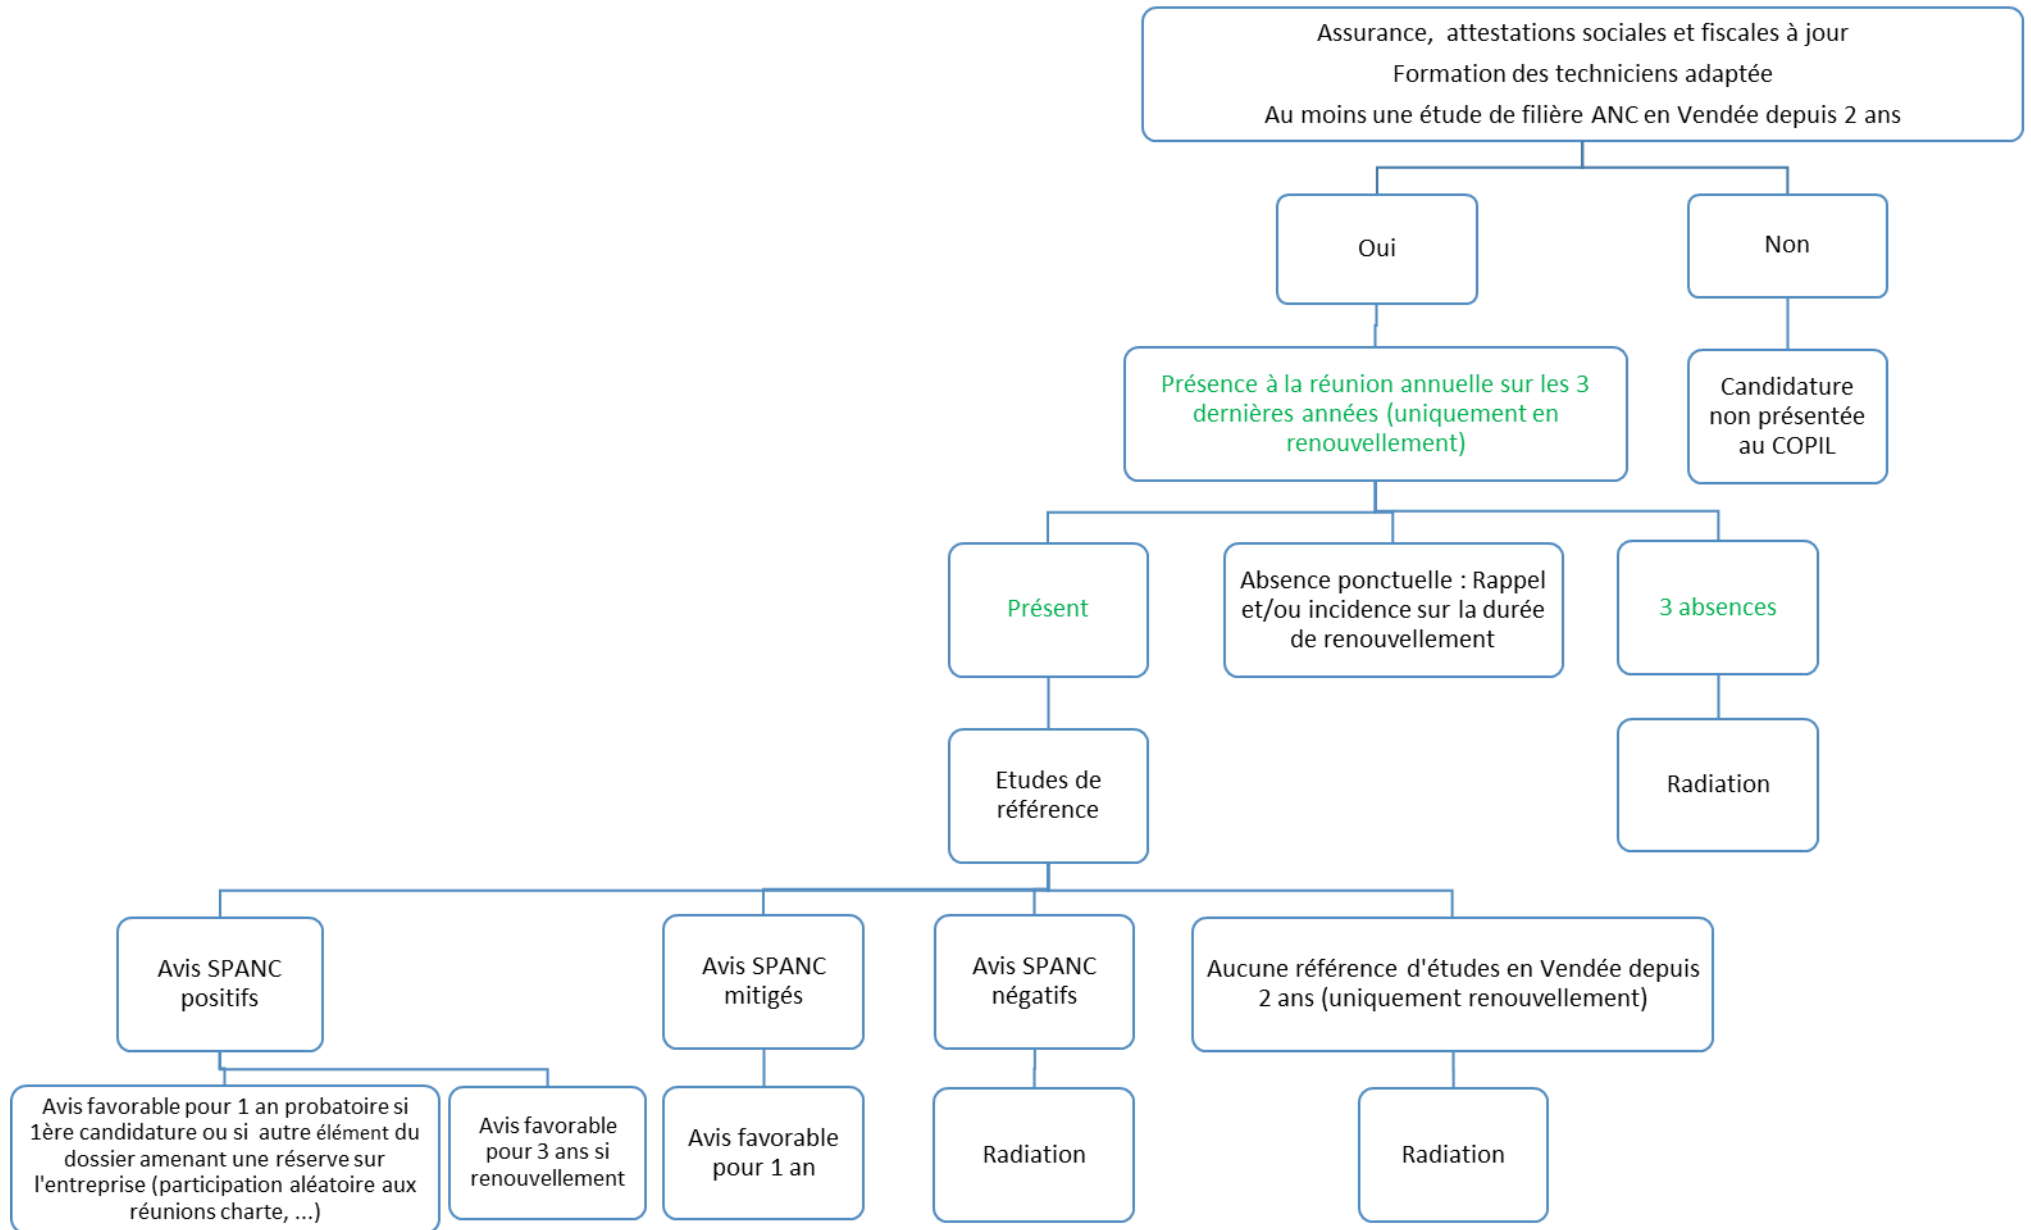 Assurance, attestations sociales et fiscales à jour
Formation des techniciens adaptée
Au moins une étude de filière ANC en Vendée depuis 2 ans
Oui
Non
Présence à la réunion annuelle sur les 3
dernières années (uniquement en
renouvellement)
Candidature
non présentée
au COPIL
Présent
Absence ponctuelle : Rappel
et/ou incidence sur la durée
de renouvellement
3 absences
Etudes de
référence
Radiation
Avis SPANC
positifs
Avis SPANC
mitigés
Avis SPANC
négatifs
Aucune référence d'études en Vendée depuis
2 ans (uniquement renouvellement)
Avis favorable pour 1 an probatoire si
1ère candidature ou si autre élément du
dossier amenant une réserve sur
l'entreprise (participation aléatoire aux
réunions charte, ...)
Avis favorable
pour 3 ans si
renouvellement
Avis favorable
pour 1 an
Radiation
Radiation